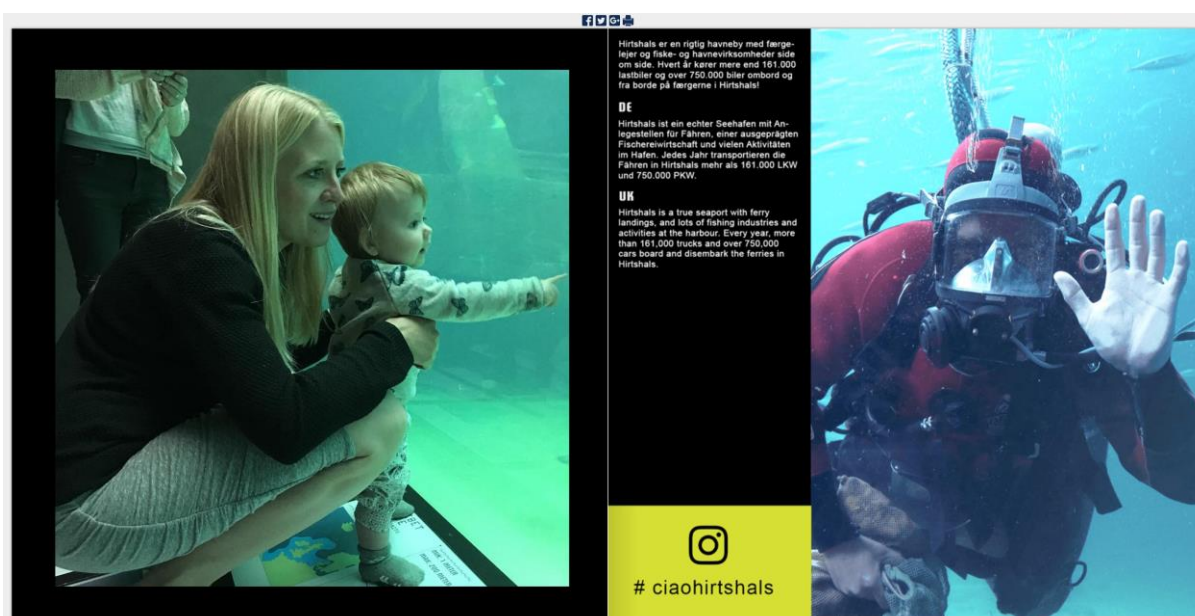 Hirtshals er en rigtig havneby med færge-
lejer og fiske- og havnevirksomheder side
om side. Hvert år kører mere end 161.000
lastbiler og over 750.000 biler ombord og
fra borde på færgerne i Hirtshals!
DE
Hirtshals ist ein echter Seehafen mit An-
legestellen für Fähren, einer ausgeprägten
Fischereiwirtschaft und vielen Aktivitäten
im Hafen. Jedes Jahr transportieren die
Fähren in Hirtshals mehr als 161.000 LKW
und 750.000 PKW.
UK
Hirtshals is a true seaport with ferry
landings, and lots of fishing industries and
activities at the harbour. Every year, more
than 161,000 trucks and over 750,000
cars board and disembark the ferries in
Hirtshals.
# ciaohirtshals